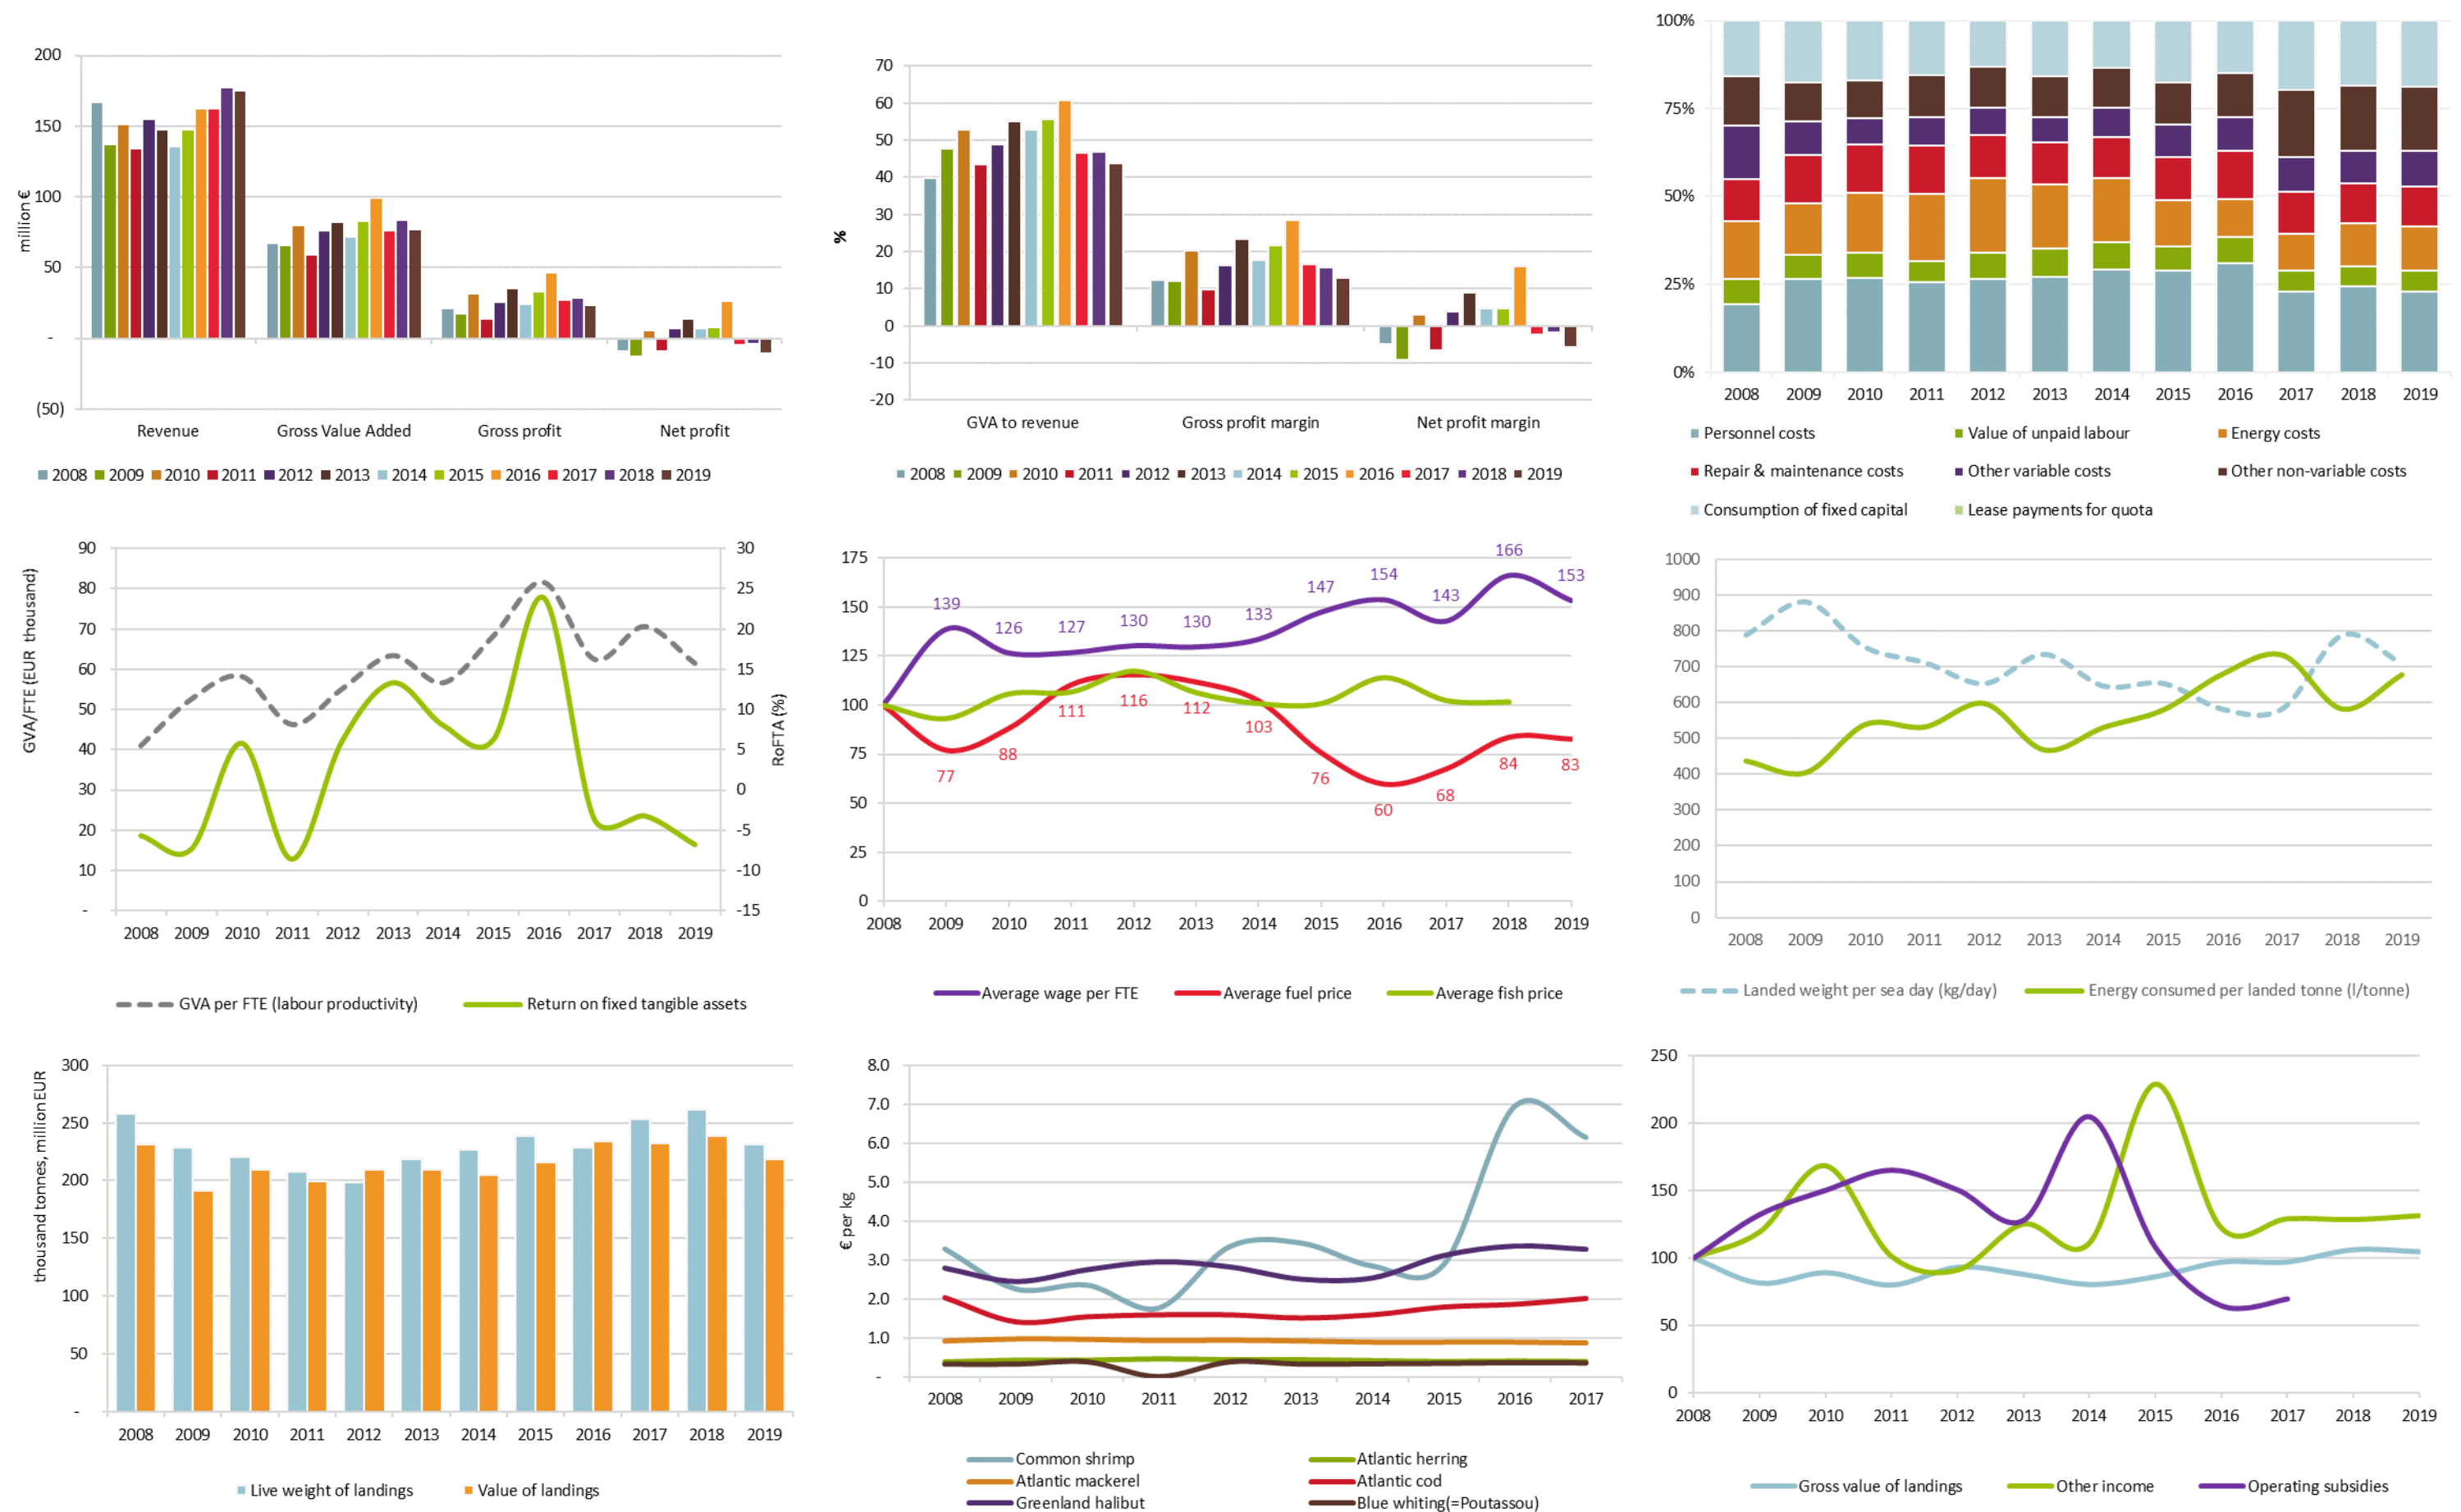 200
150
100
50
-
(50)
million €
Revenue Gross Value Added Gross profit Net profit
2008 2009 2010 2011 2012 2013 2014 2015 2016 2017 2018 2019
70
60
50
40
30
20
10
0
-10
-20
%
GVA to revenue Gross profit margin Net profit margin
2008 2009 2010 2011 2012 2013 2014 2015 2016 2017 2018 2019
100%
75%
50%
25%
0%
2008 2009 2010 2011 2012 2013 2014 2015 2016 2017 2018 2019
Personnel costs Value of unpaid labour Energy costs
Repair & maintenance costs Other variable costs Other non-variable costs
Consumption of fixed capital Lease payments for quota
90
80
70
60
50
40
30
20
10
-
GVA/FTE (EUR thousand)
30
25
20
15
10
5
0
-5
-10
-15
RoFTA (%)
2008 2009 2010 2011 2012 2013 2014 2015 2016 2017 2018 2019
GVA per FTE (labour productivity) Return on fixed tangible assets
175
150
125
100
75
50
25
0
139 126 127 130 130 133 147 154 143 166 153
77 88 111 116 112 103 76 60 68 84 83
2008 2009 2010 2011 2012 2013 2014 2015 2016 2017 2018 2019
Average wage per FTE Average fuel price Average fish price
1000
900
800
700
600
500
400
300
200
100
0
2008 2009 2010 2011 2012 2013 2014 2015 2016 2017 2018 2019
Landed weight per sea day (kg/day) Energy consumed per landed tonne (l/tonne)
300
250
200
150
100
50
-
thousand tonnes, million EUR
2008 2009 2010 2011 2012 2013 2014 2015 2016 2017 2018 2019
Live weight of landings Value of landings
8.0
7.0
6.0
5.0
4.0
3.0
2.0
1.0
-
€ per kg
2008 2009 2010 2011 2012 2013 2014 2015 2016 2017
Common shrimp Atlantic herring
Atlantic mackerel Atlantic cod
Greenland halibut Blue whiting(=Poutassou)
250
200
150
100
50
0
2008 2009 2010 2011 2012 2013 2014 2015 2016 2017 2018 2019
Gross value of landings Other income Operating subsidies